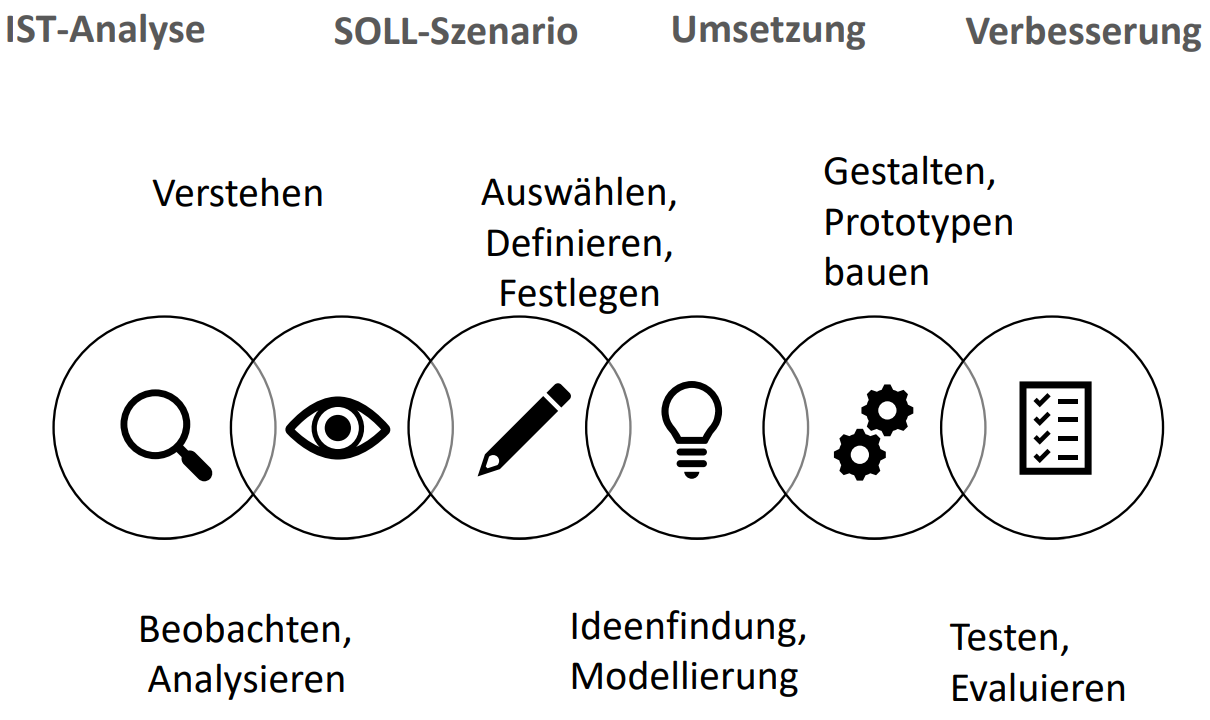 IST-Analyse
SOLL-Szenario
Umsetzung
Verbesserung
Verstehen
Auswählen,
Definieren,
Festlegen
Gestalten,
Prototypen
bauen
Beobachten,
Analysieren
Ideenfindung,
Modellierung
Testen,
Evaluieren